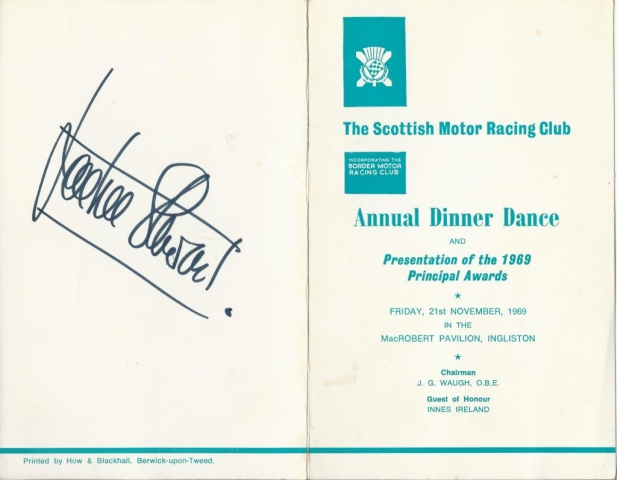 Jackie Stewart.
Printed by How & Blackhall, Berwick-upon-Tweed.
The Scottish Motor Racing Club
INCORPORATING THE
BORDER MOTOR
RACING CLUB
Annual Dinner Dance
AND
Presentation of the 1969
Principal Awards
FRIDAY, 21st NOVEMBER, 1969
IN THE
MacROBERT PAVILION, INGLISTON
Chairman
J. G. WAUGH, O.B.E.
Guest of Honour
INNES IRELAND